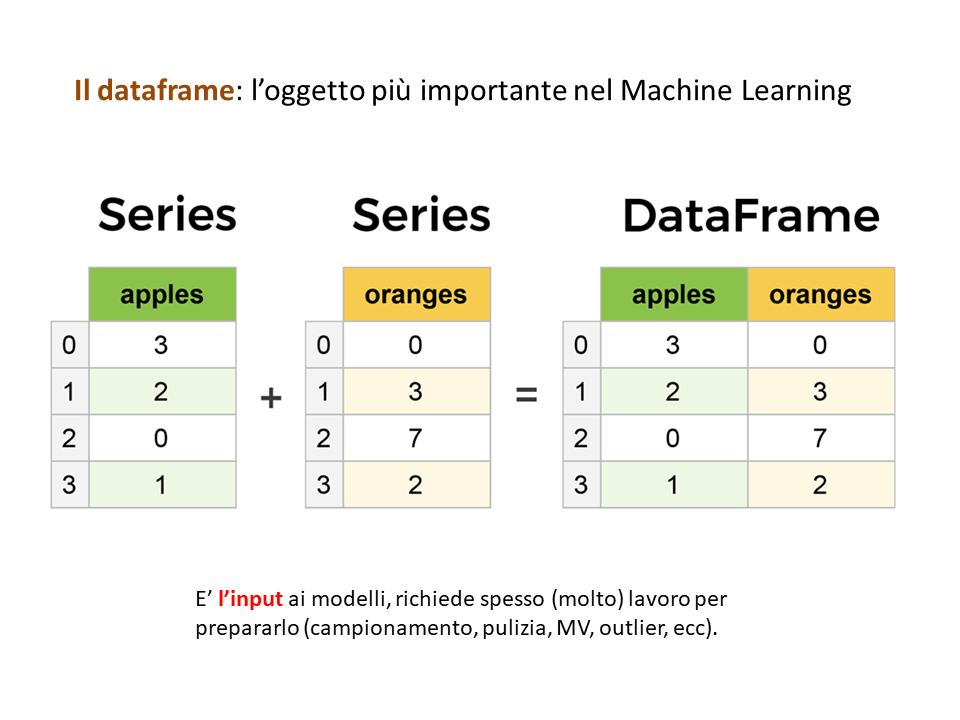 Il dataframe: l’oggetto più importante nel Machine Learning
Series
apples
0 3
1 2
2 0
3 1
+
Series
oranges
0 0
1 3
2 7
3 2
=
DataFrame
apples oranges
0 3 0
1 2 3
2 0 7
3 1 2
E’ l’input ai modelli, richiede spesso (molto) lavoro per
prepararlo (campionamento, pulizia, MV, outlier, ecc).